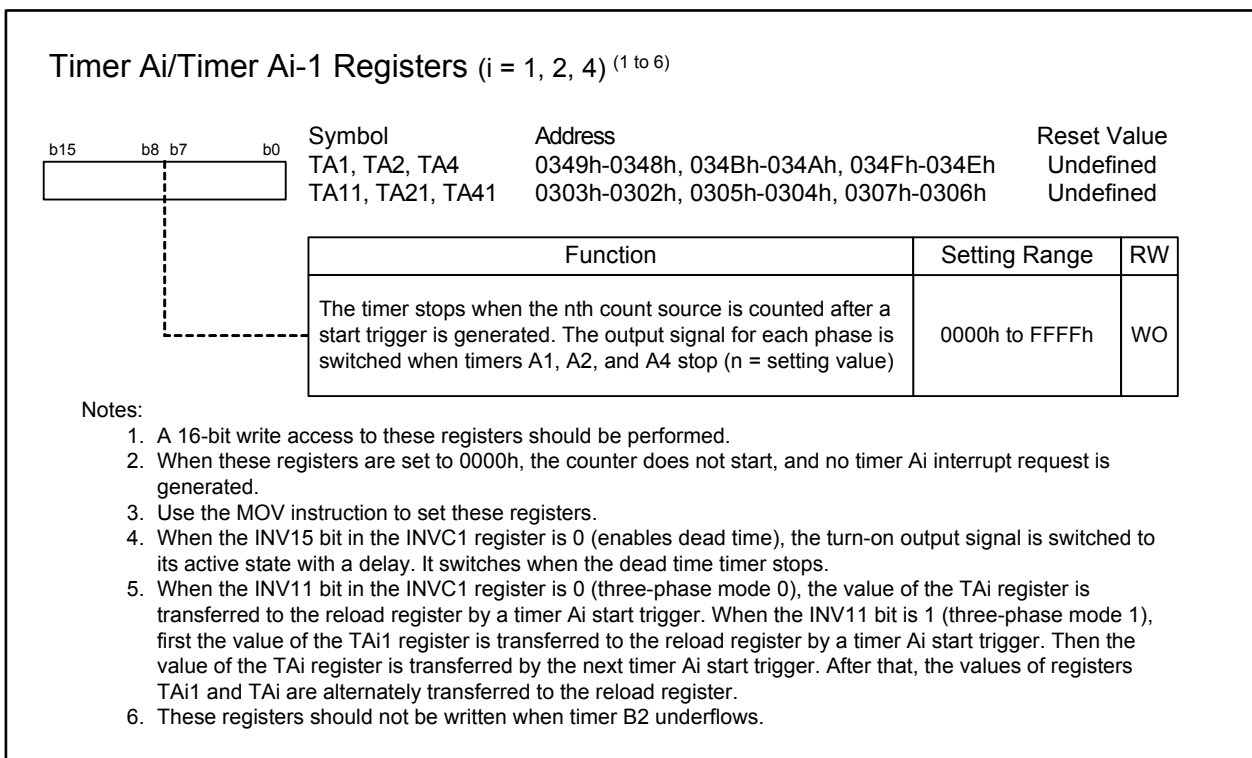 Timer Ai/Timer Ai-1 Registers (i = 1, 2, 4) (1 to 6)
b15 b8 b7 b0
Symbol Address Reset Value
TA1, TA2, TA4 0349h-0348h, 034Bh-034Ah, 034Fh-034Eh Undefined
TA11, TA21, TA41 0303h-0302h, 0305h-0304h, 0307h-0306h Undefined
Function Setting Range RW
The timer stops when the nth count source is counted after a
start trigger is generated. The output signal for each phase is
switched when timers A1, A2, and A4 stop (n = setting value)
0000h to FFFFh WO
Notes:
1. A 16-bit write access to these registers should be performed.
2. When these registers are set to 0000h, the counter does not start, and no timer Ai interrupt request is
generated.
3. Use the MOV instruction to set these registers.
4. When the INV15 bit in the INVC1 register is 0 (enables dead time), the turn-on output signal is switched to
its active state with a delay. It switches when the dead time timer stops.
5. When the INV11 bit in the INVC1 register is 0 (three-phase mode 0), the value of the TAi register is
transferred to the reload register by a timer Ai start trigger. When the INV11 bit is 1 (three-phase mode 1),
first the value of the TAi1 register is transferred to the reload register by a timer Ai start trigger. Then the
value of the TAi register is transferred by the next timer Ai start trigger. After that, the values of registers
TAi1 and TAi are alternately transferred to the reload register.
6. These registers should not be written when timer B2 underflows.